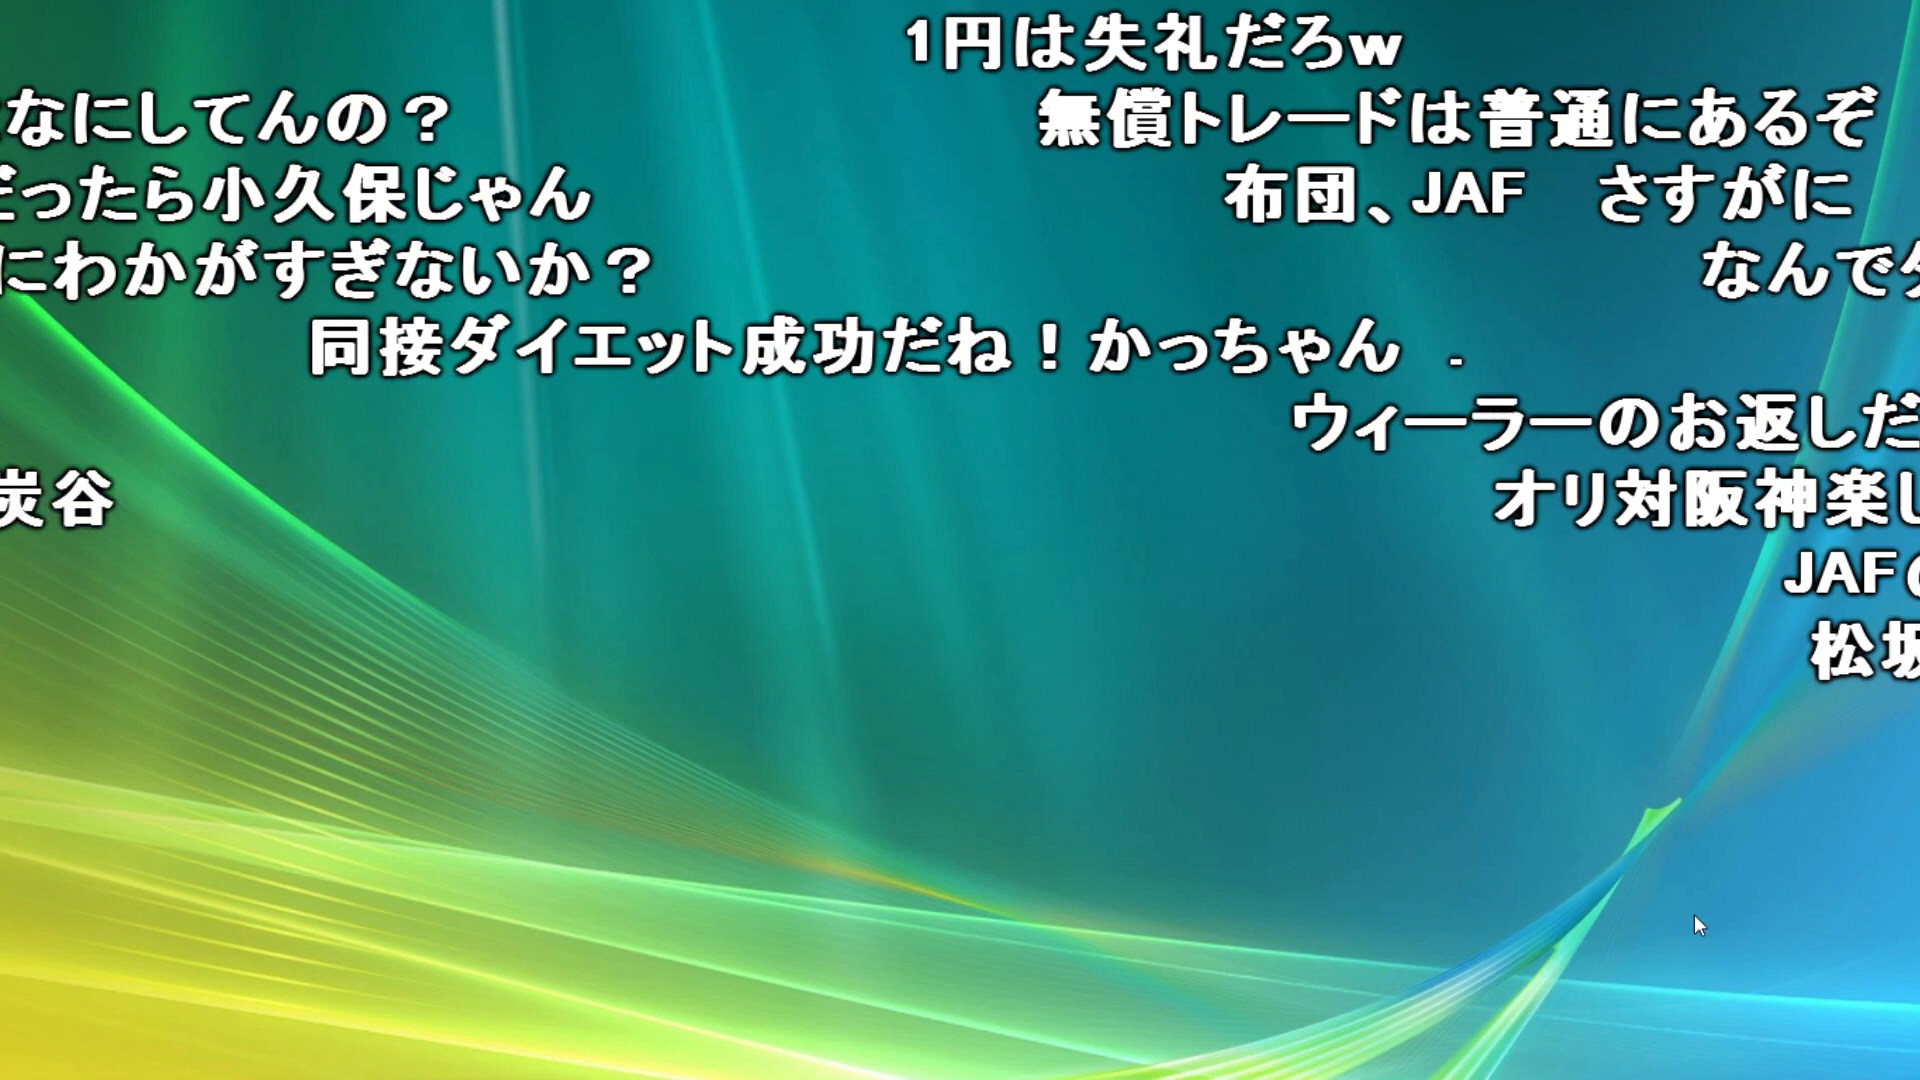 1円は失礼だろw
なにしてんの？
無償トレードは普通にあるぞ
だったら小久保じゃん
布団、JAF　さすがに
にわかがすぎないか？
なんで
同接ダイエット成功だね！かっちゃん　-
ウィーラーのお返しだ
炭谷
オリ対阪神楽し
JAF
松坂